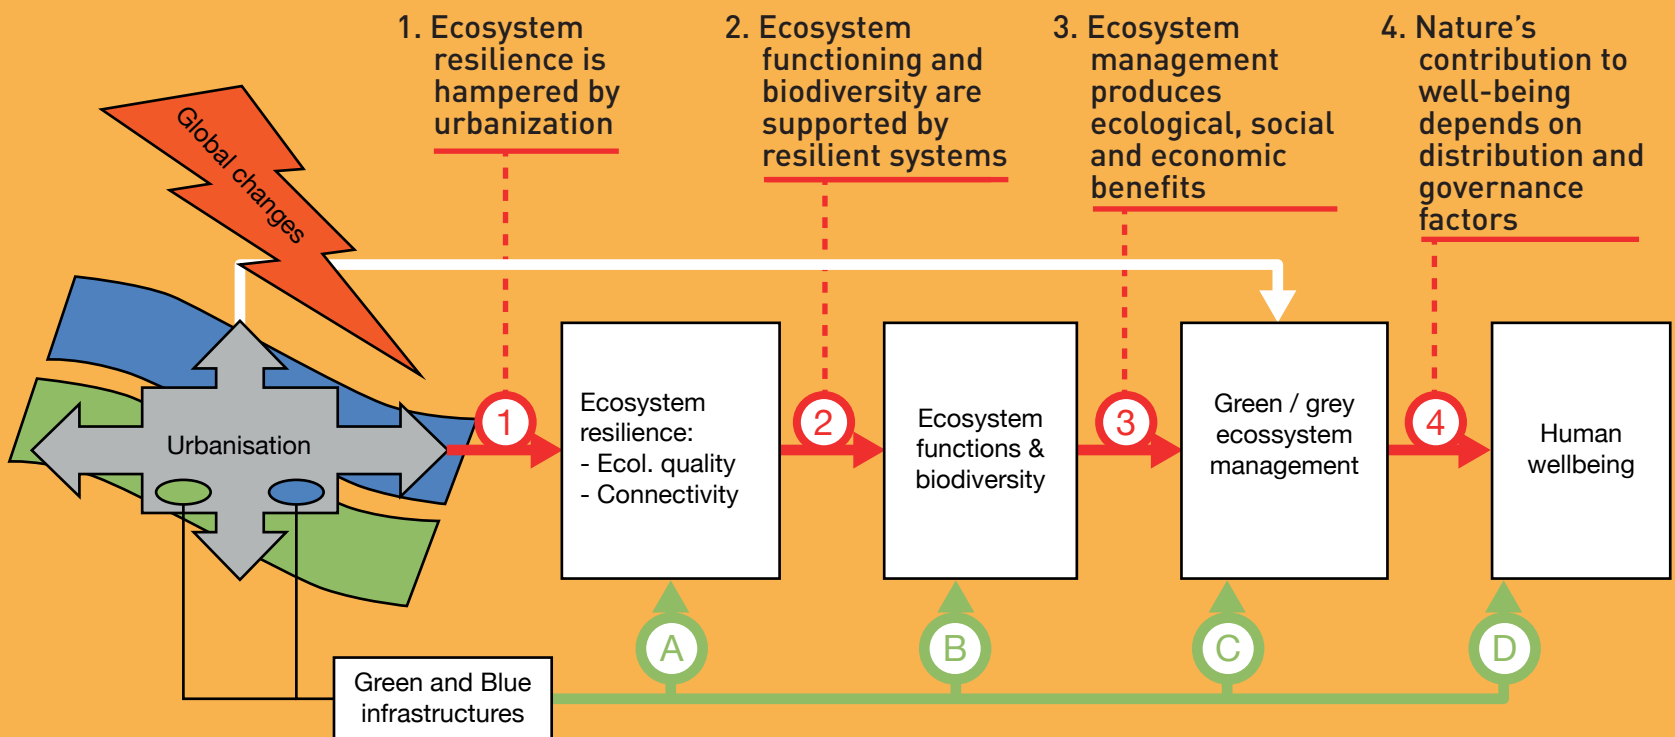 1. Ecosystem
resilience is
hampered by
urbanization
2. Ecosystem
functioning and
biodiversity are
supported by
resilient systems
3. Ecosystem
management
produces
ecological, social
and economic
benefits
4. Nature's
contribution to
well-being
depends on
distribution and
governance
factors
Global changes
Urbanisation
1
Ecosystem
resilience:
- Ecol. quality
- Connectivity
2
Ecosystem
functions &
biodiversity
3
Green / grey
ecossystem
management
4
Human
wellbeing
A
B
C
D
Green and Blue
infrastructures